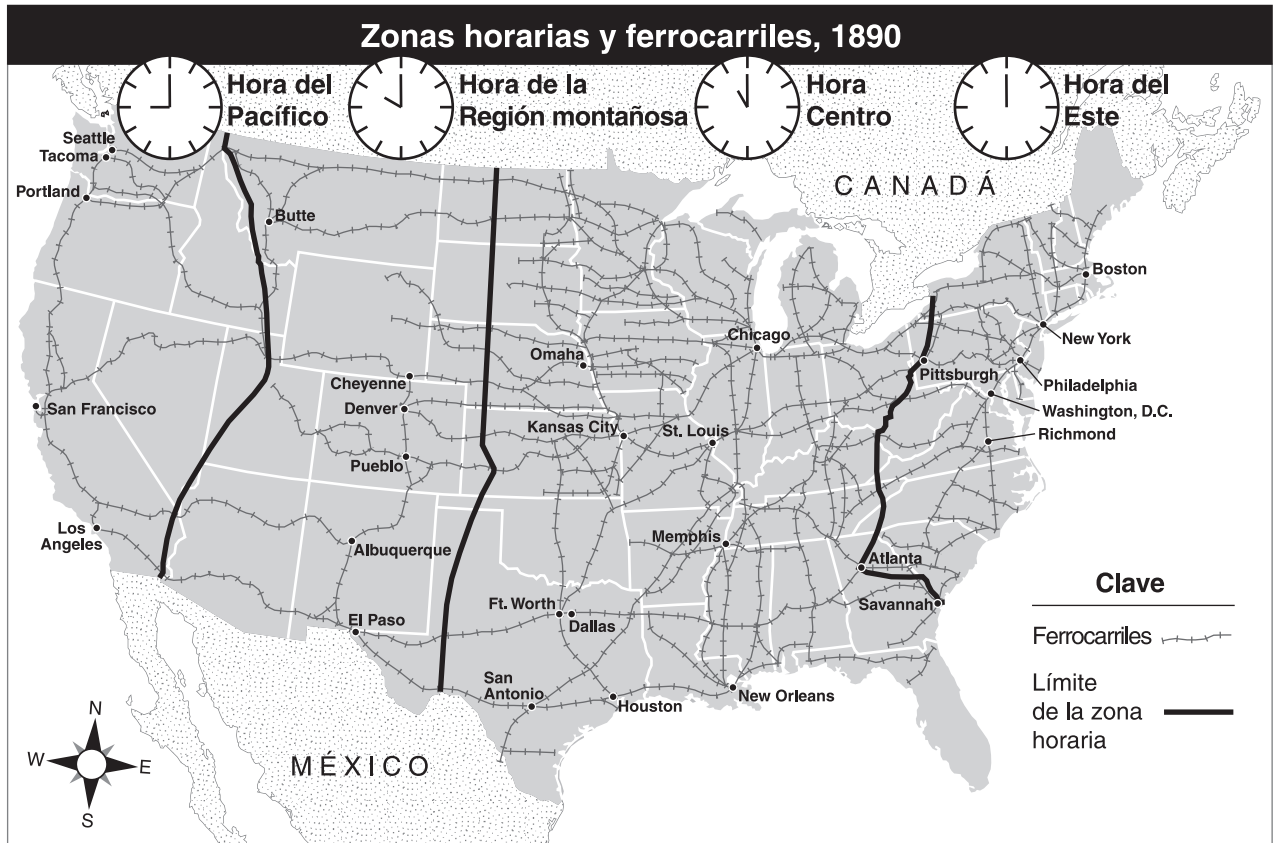 Zonas horarias y ferrocarriles, 1890
Hora del
Pacífico
Hora de la
Región montañosa
Hora
Centro
Hora del
Este
CANADÁ
Seattle
Tacoma
Portland
Butte
Boston
Chicago
New York
Omaha
Pittsburgh
Cheyenne
Philadelphia
Denver
San Francisco
Washington, D.C.
Kansas City
St. Louis
Richmond
Pueblo
Los
Angeles
Albuquerque
Memphis
Atlanta
Savannah
Ft. Worth
Dallas
El Paso
San
Antonio
Houston
New Orleans
MÉXICO
N
W
E
S
Clave
Ferrocarriles
Límite
de la zona
horaria